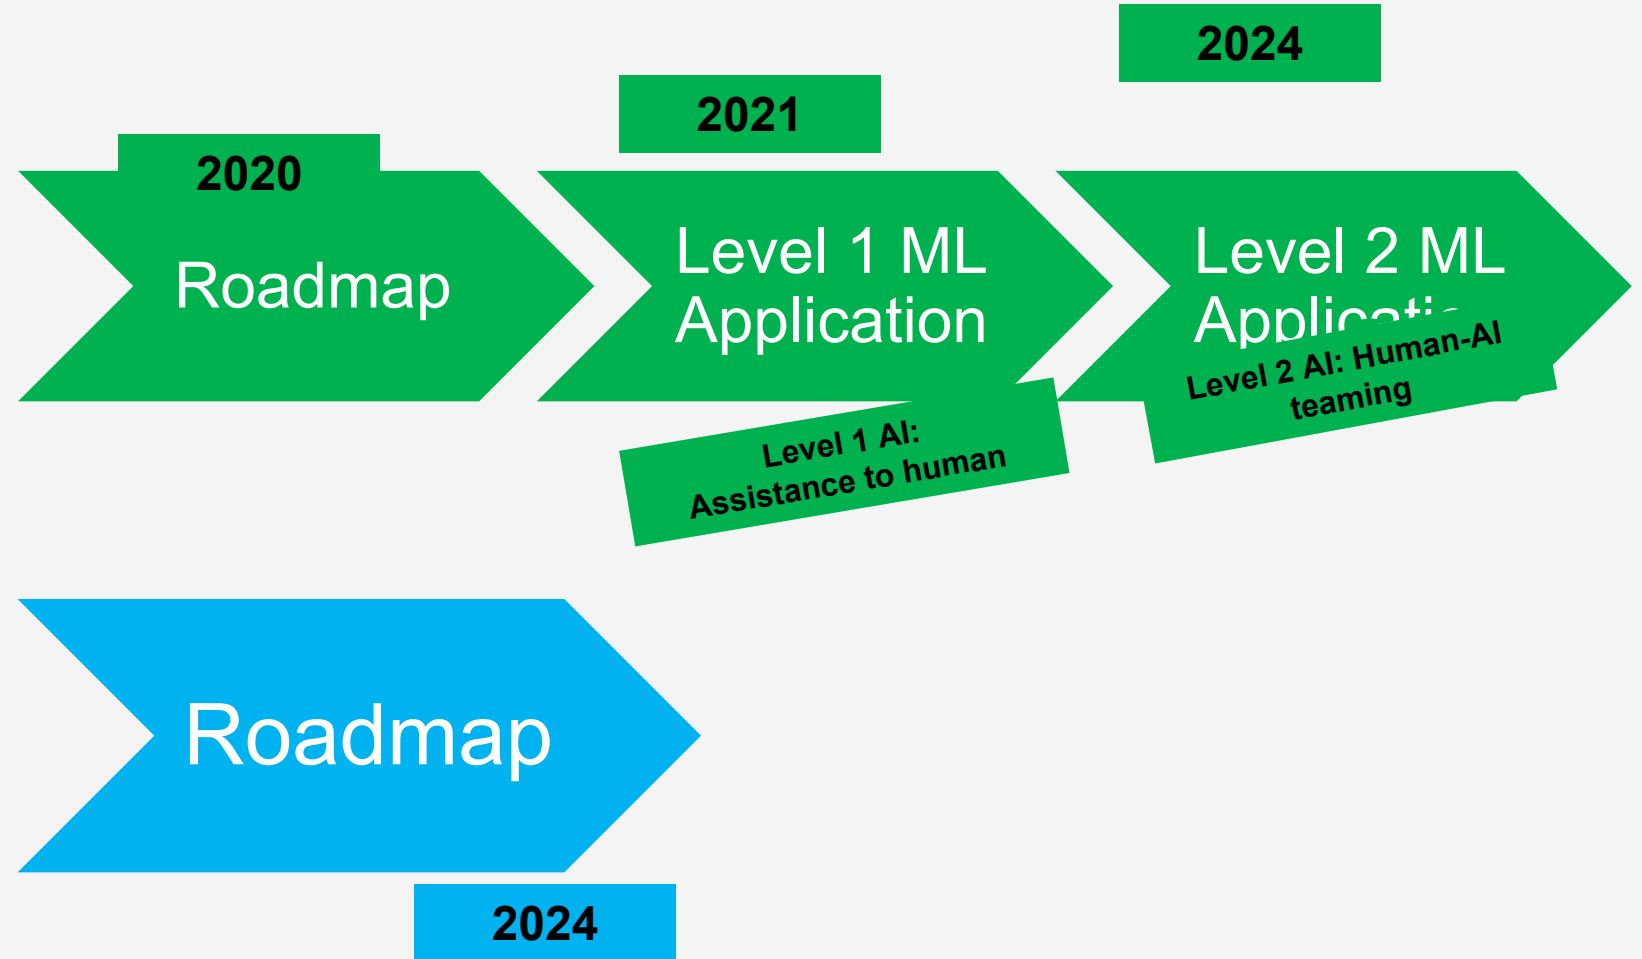 2024
2021
2020
Roadmap
Level 1 ML
Application
Level 2 ML
Level 2 AI: Human-AI
teaming
Level 1 AI:
Assistance to human
Roadmap
2024